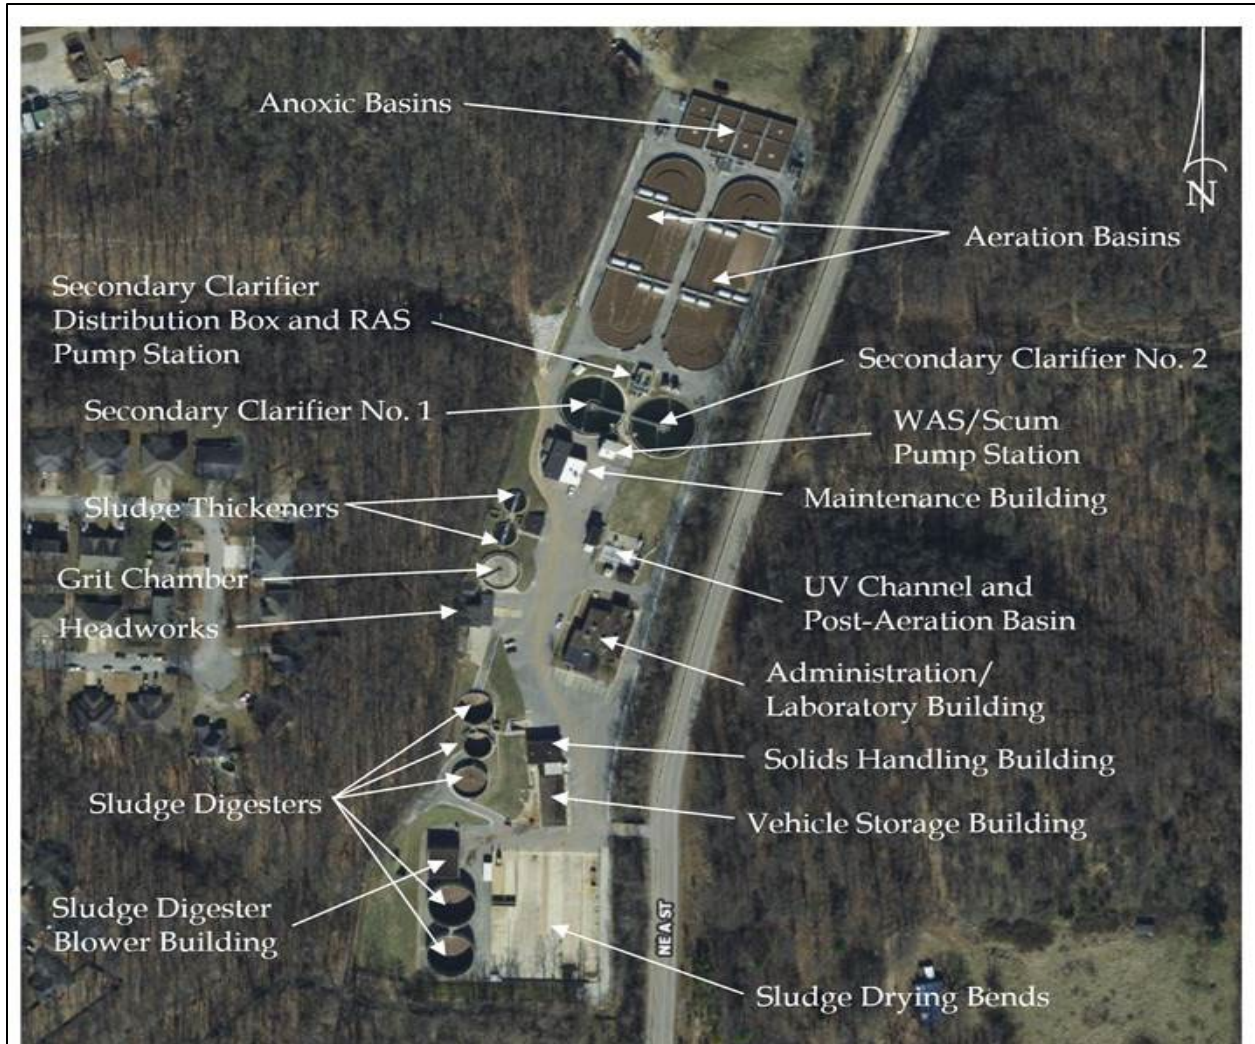 Anoxic Basins
N
Aeration Basins
Secondary Clarifier
Distribution Box and RAS
Pump Station
Secondary Clarifier No. 2
Secondary Clarifier No. 1
WAS/Scum
Pump Station
Maintenance Building
Sludge Thickeners
Grit Chamber
Headworks
UV Channel and
Post-Aeration Basin
Administration/
Laboratory Building
Solids Handling Building
Sludge Digesters
Vehicle Storage Building
Sludge Digester
Blower Building
NE A ST
Sludge Drying Bends